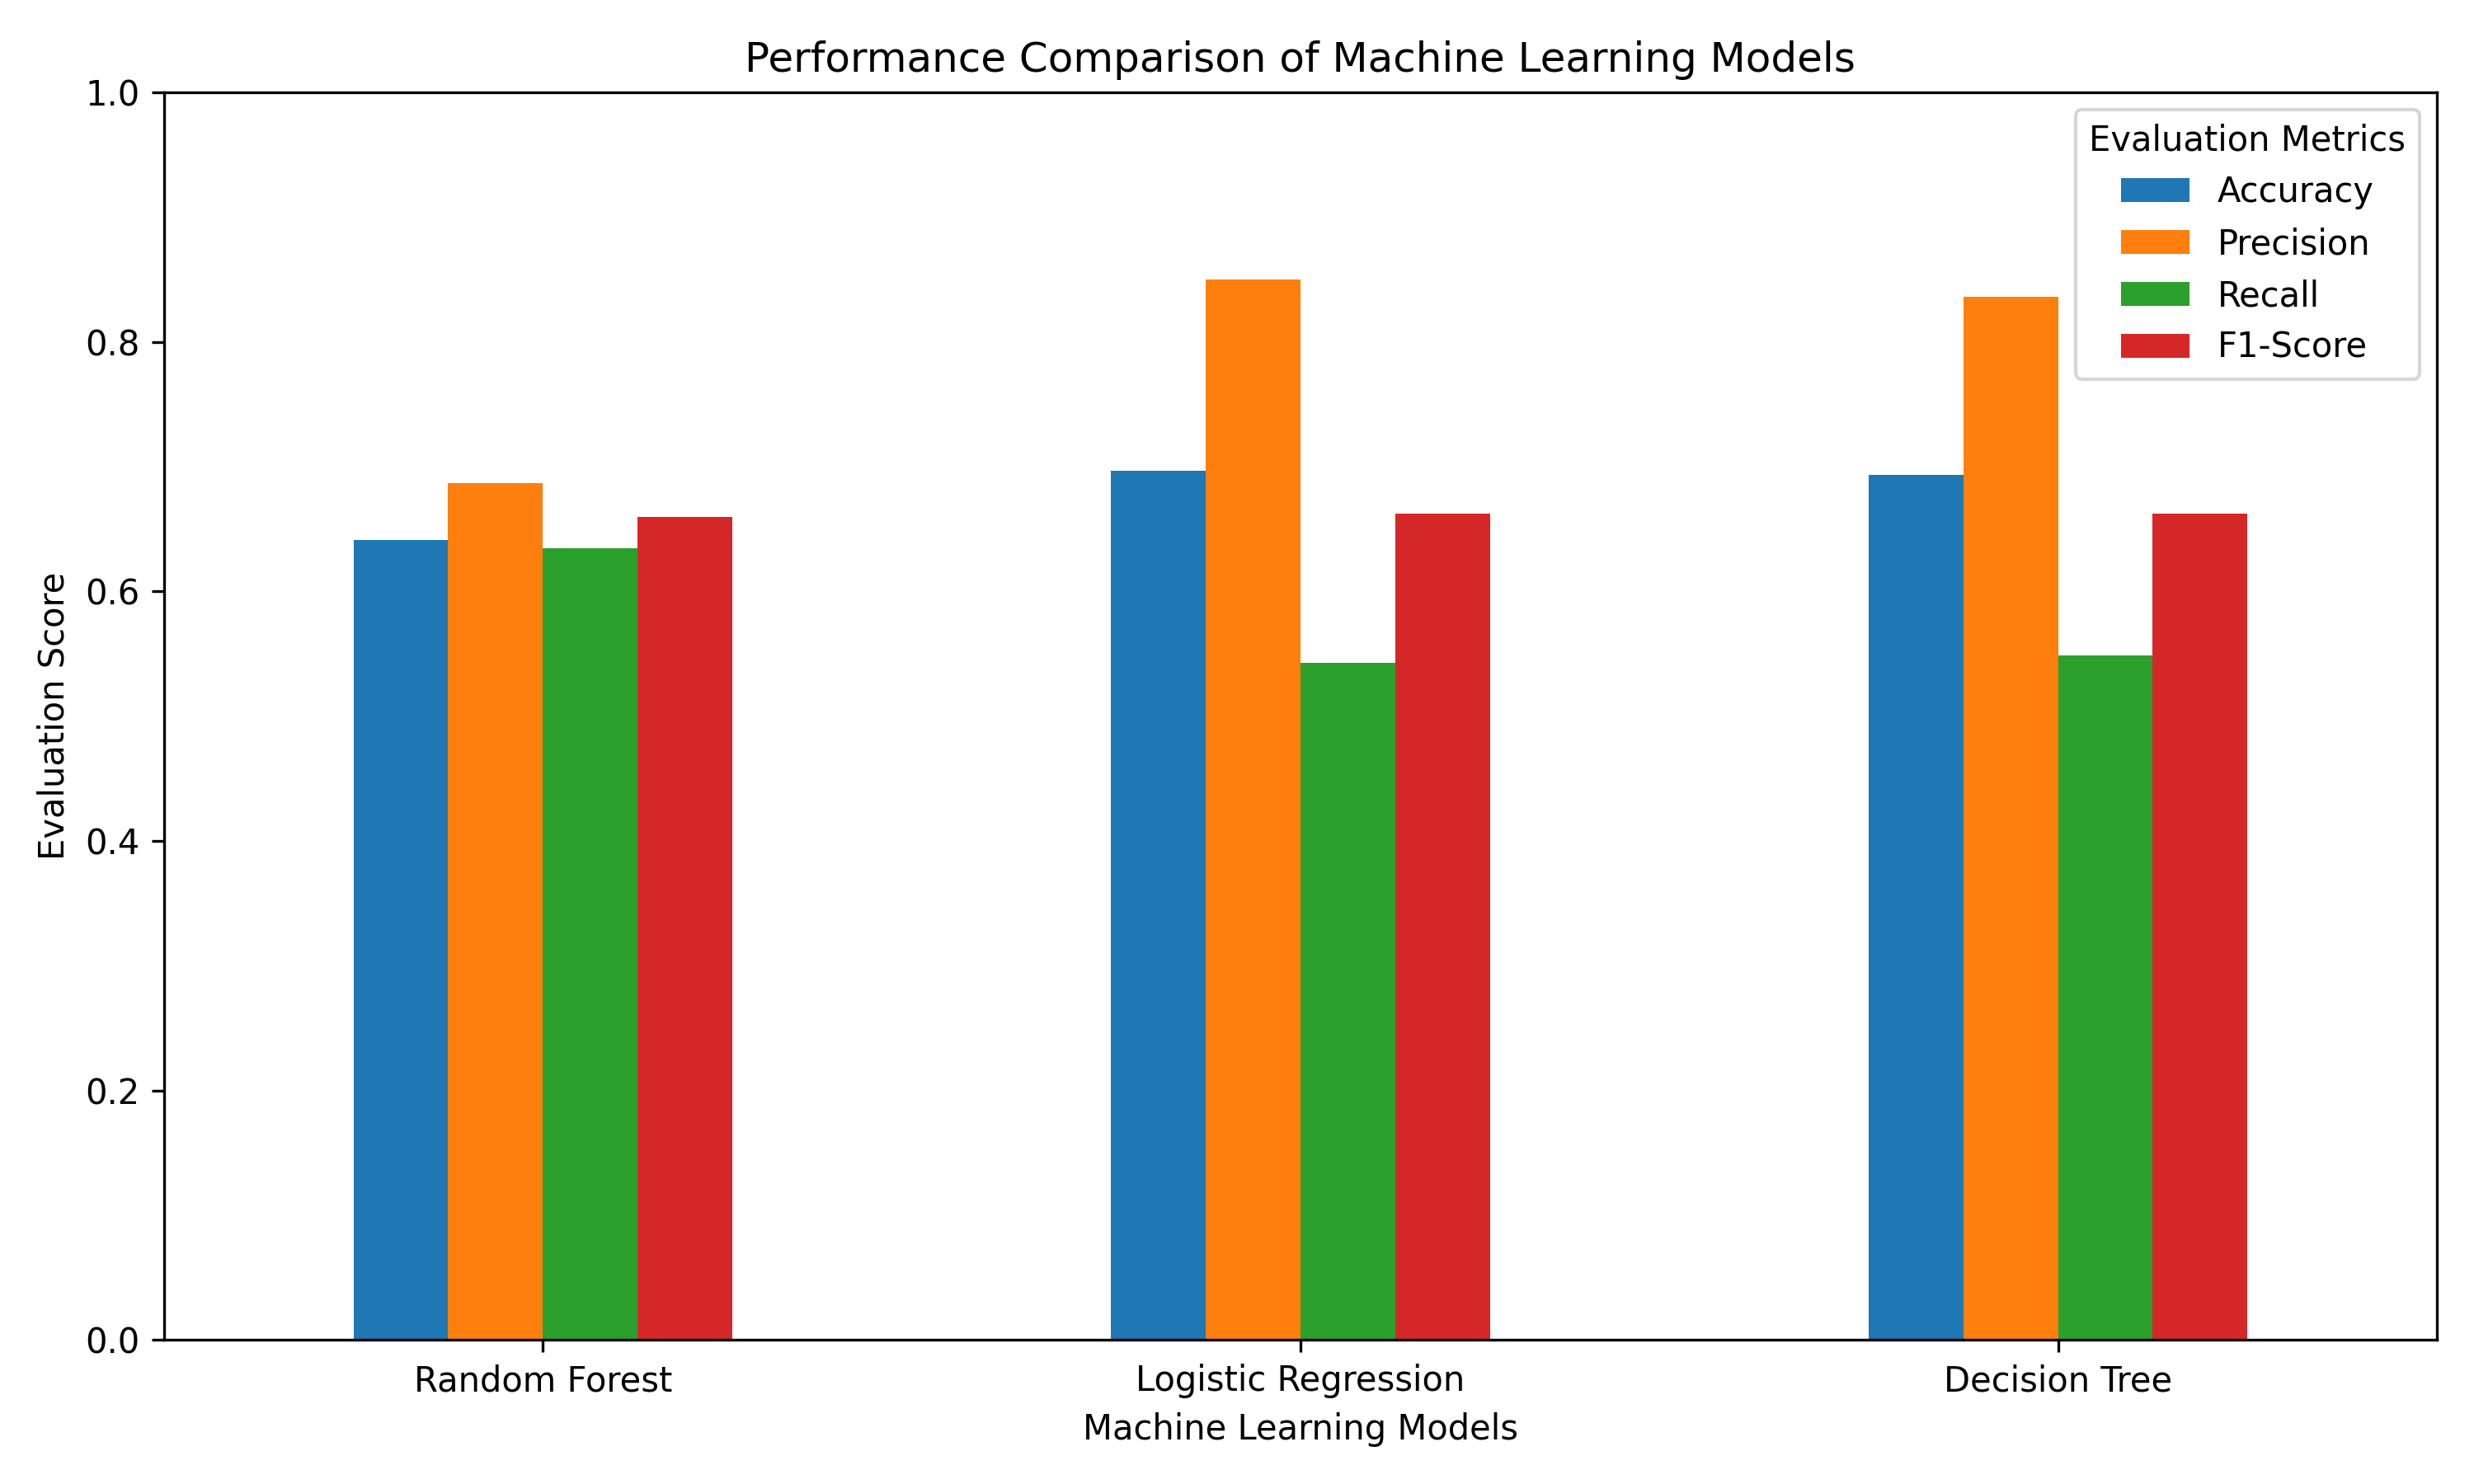 Performance Comparison of Machine Learning Models
1.0
0.8
0.6
0.4
0.2
0.0
Evaluation Score
Evaluation Metrics
Accuracy
Precision
Recall
F1-Score
Random Forest
Logistic Regression
Decision Tree
Machine Learning Models